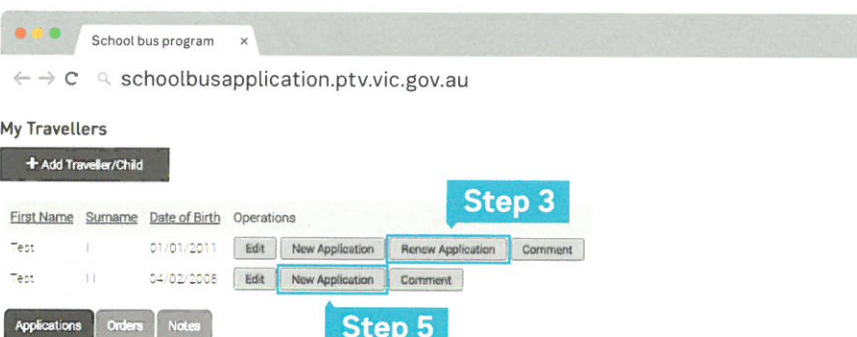 School bus program ×
schoolbusapplication.ptv.vic.gov.au
My Travellers
+ Add Traveller/Child
Step 3
First Name Surname Date of Birth Operations
Test I 01/01/2011 Edit New Application Renew Application Comment
Test II 04/02/2008 Edit New Application Comment
Applications Orders Notes
Step 5